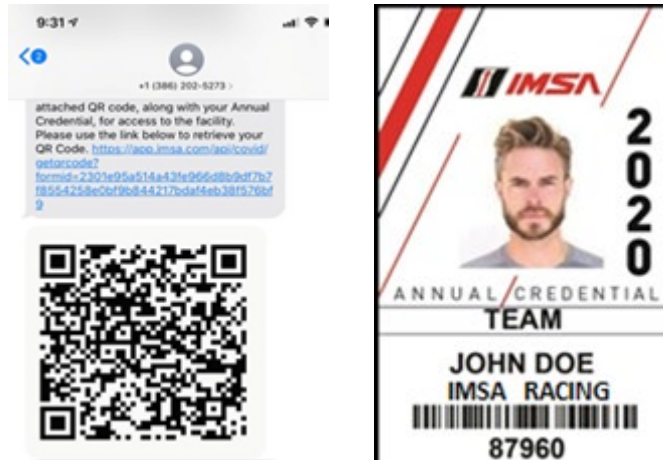 9:31
2
+1 (386) 202-5273 >
attached QR code, along with your Annual
Credential, for access to the facility.
Please use the link below to retrieve your
QR Code. https://app.imsa.com/api/covid/
getqrcode?
formid=2301e95a514a43fe966d8b9df7b7
f8554258e0bf9b844217bdaf4eb38f576bf
9
IMSA
2020
ANNUAL CREDENTIAL
TEAM
JOHN DOE
IMSA RACING
87960